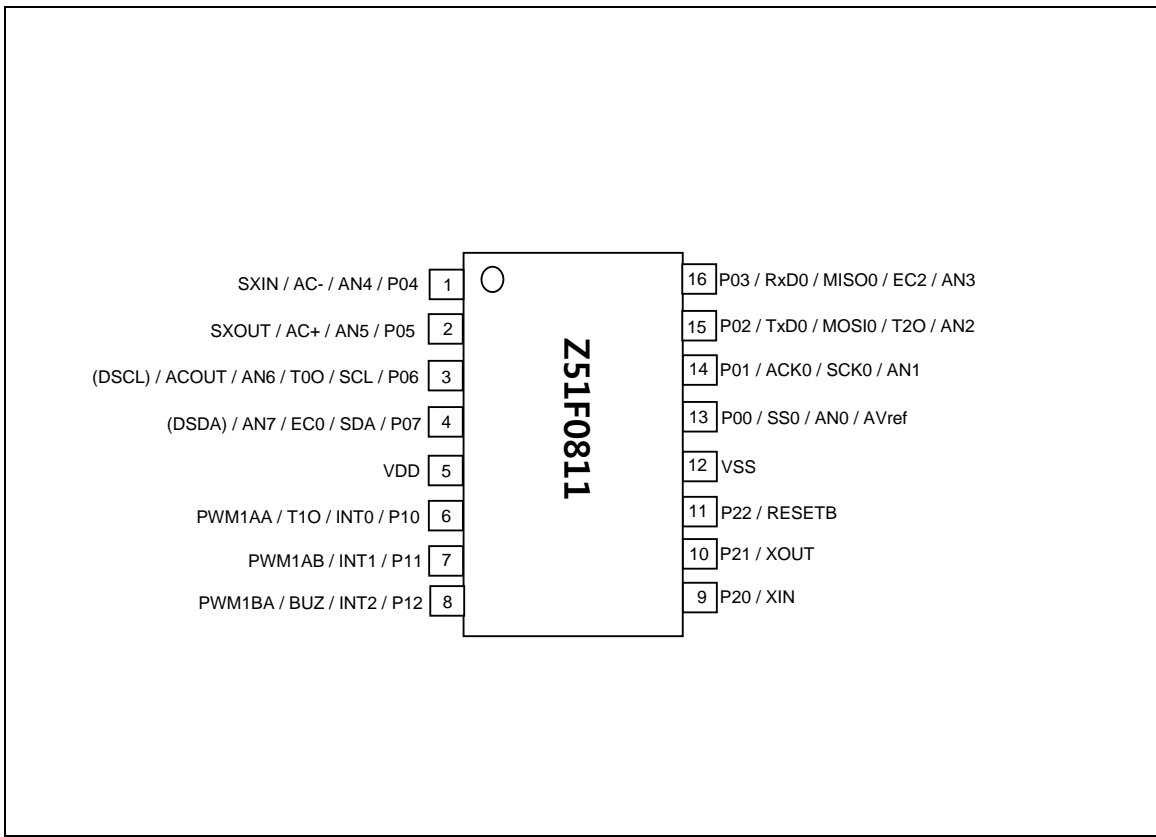 SXIN / AC- / AN4 / P04 1
SXOUT / AC+ / AN5 / P05 2
(DSCL) / ACOUT / AN6 / T0O / SCL / P06 3
(DSDA) / AN7 / EC0 / SDA / P07 4
VDD 5
PWM1AA / T1O / INT0 / P10 6
PWM1AB / INT1 / P11 7
PWM1BA / BUZ / INT2 / P12 8
Z51F0811
16 P03 / RxD0 / MISO0 / EC2 / AN3
15 P02 / TxD0 / MOSI0 / T2O / AN2
14 P01 / ACK0 / SCK0 / AN1
13 P00 / SS0 / AN0 / AVref
12 VSS
11 P22 / RESETB
10 P21 / XOUT
9 P20 / XIN